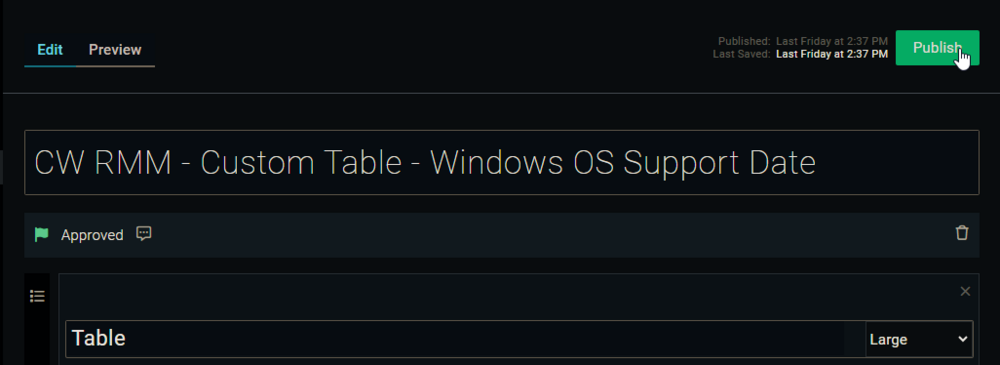 Edit Preview
Published: Last Friday at 2:37 PM
Last Saved: Last Friday at 2:37 PM
Publish
CW RMM - Custom Table - Windows OS Support Date
Approved
Table
Large